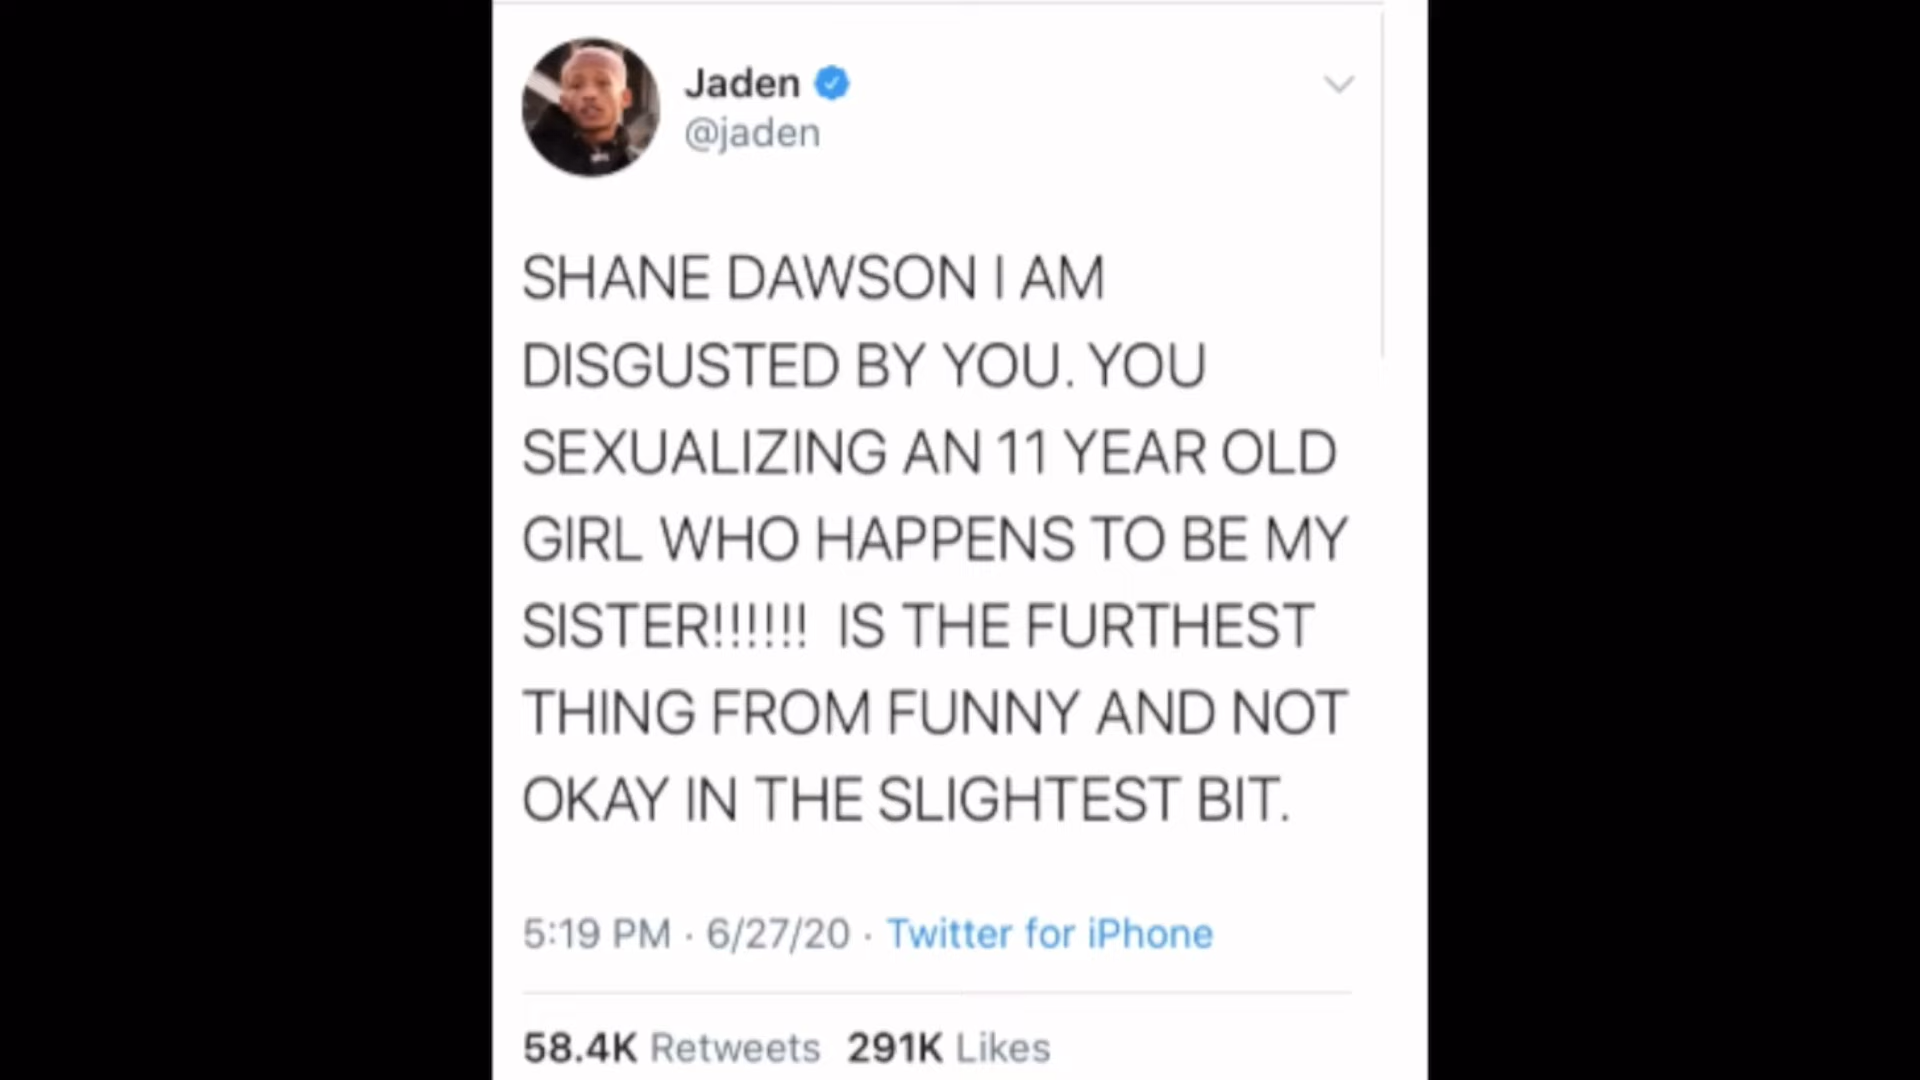 Jaden
@jaden
SHANE DAWSON I AM
DISGUSTED BY YOU. YOU
SEXUALIZING AN 11 YEAR OLD
GIRL WHO HAPPENS TO BE MY
SISTER!!!!!!  IS THE FURTHEST
THING FROM FUNNY AND NOT
OKAY IN THE SLIGHTEST BIT.
5:19 PM · 6/27/20 · Twitter for iPhone
58.4K Retweets 291K Likes